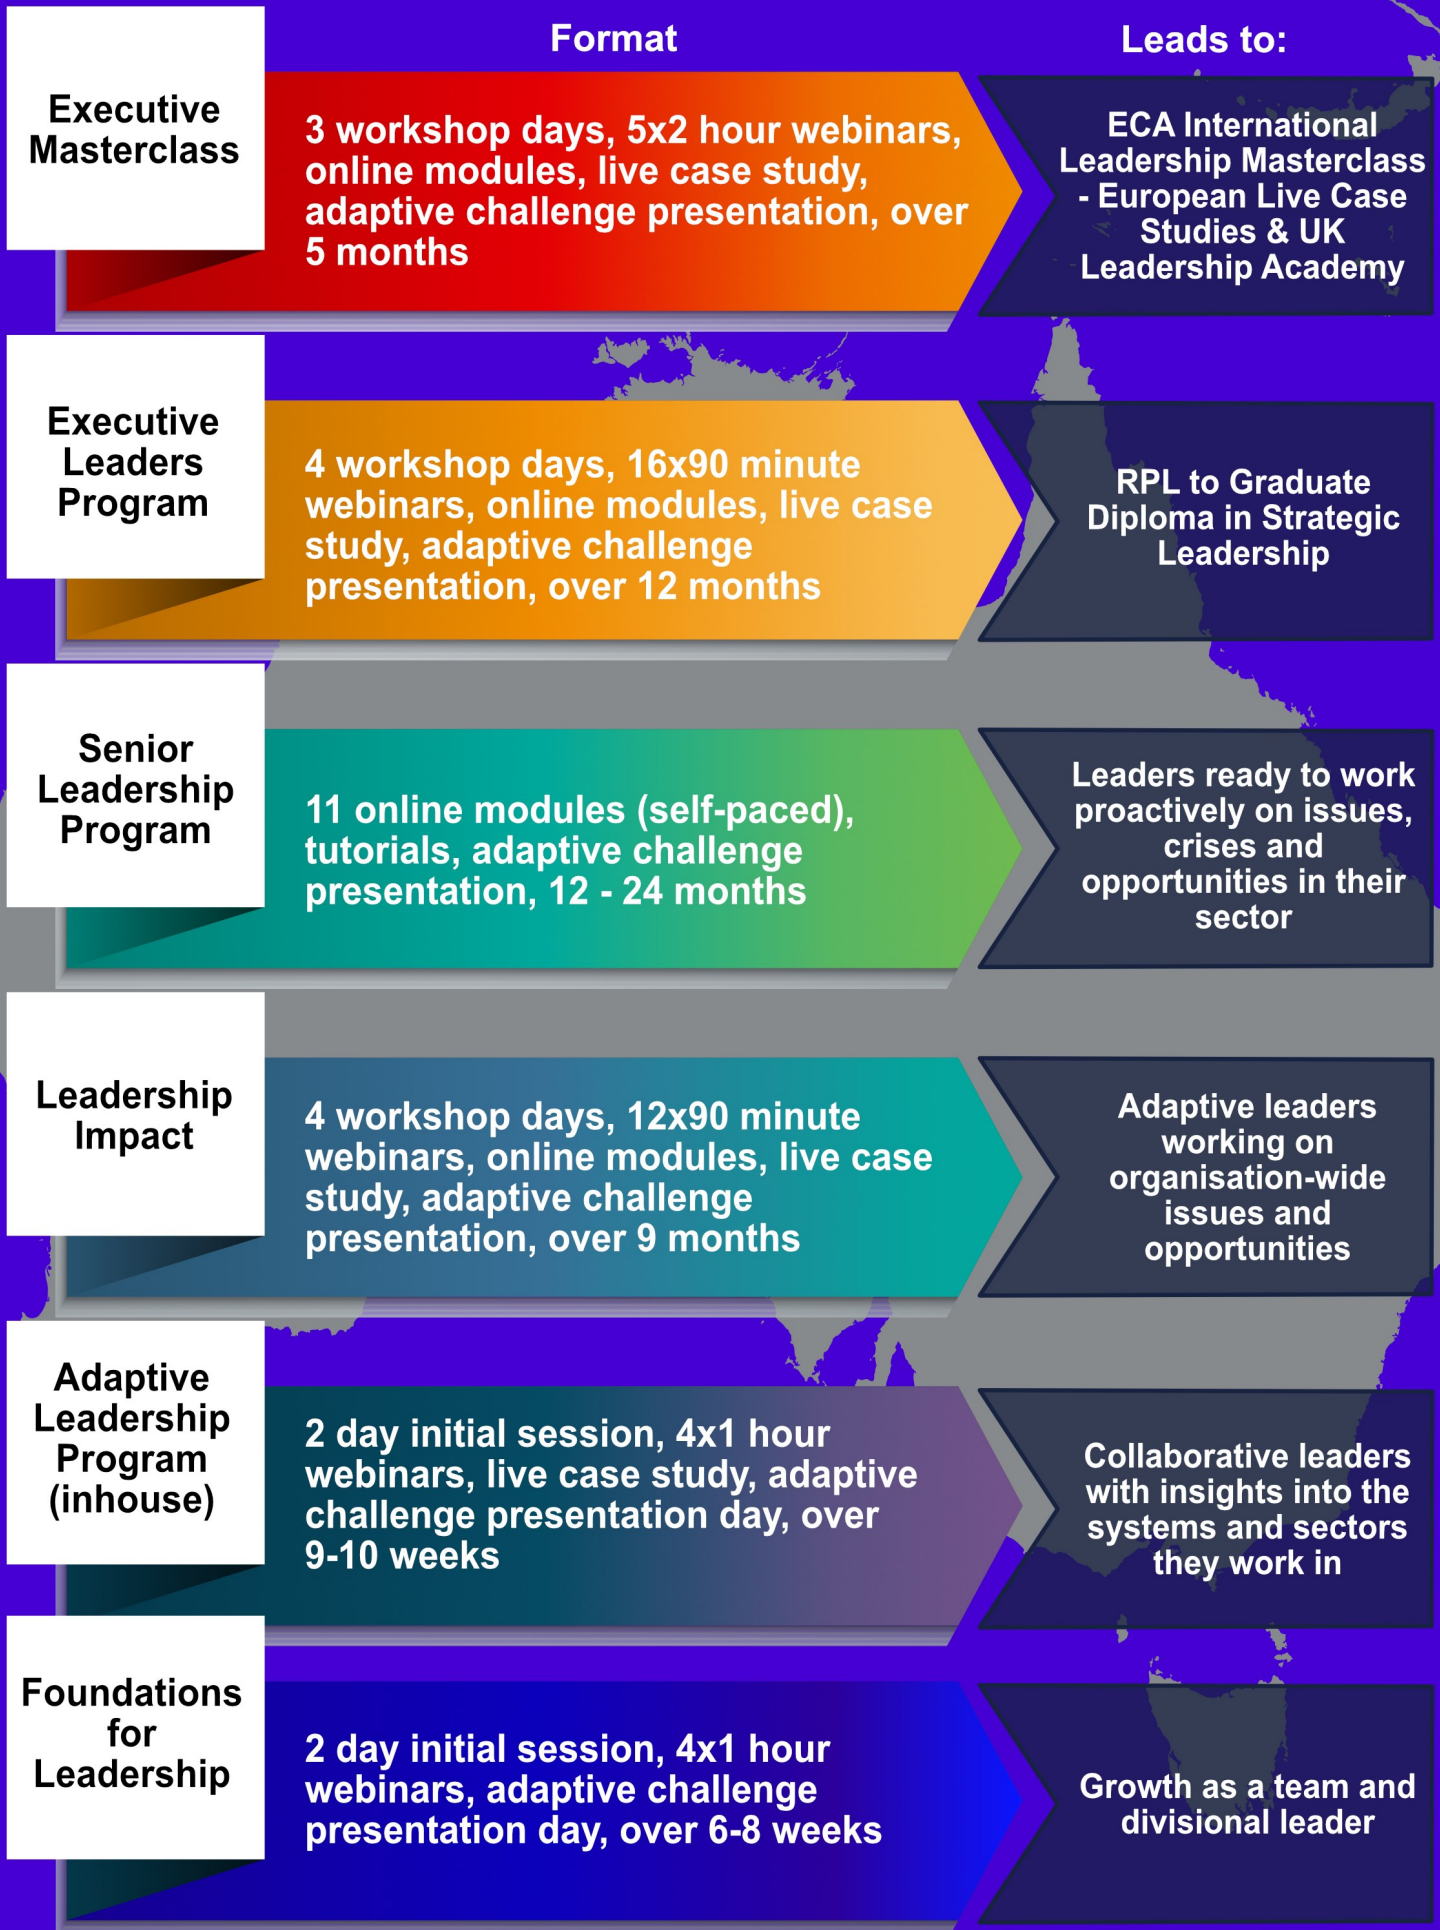 Format
Leads to:
Executive
Masterclass
3 workshop days, 5x2 hour webinars,
online modules, live case study,
adaptive challenge presentation, over
5 months
ECA International
Leadership Masterclass
- European Live Case
Studies & UK
Leadership Academy
Executive
Leaders
Program
4 workshop days, 16x90 minute
webinars, online modules, live case
study, adaptive challenge
presentation, over 12 months
RPL to Graduate
Diploma in Strategic
Leadership
Senior
Leadership
Program
11 online modules (self-paced),
tutorials, adaptive challenge
presentation, 12 - 24 months
Leaders ready to work
proactively on issues,
crises and
opportunities in their
sector
Leadership
Impact
4 workshop days, 12x90 minute
webinars, online modules, live case
study, adaptive challenge
presentation, over 9 months
Adaptive leaders
working on
organisation-wide
issues and
opportunities
Adaptive
Leadership
Program
(inhouse)
2 day initial session, 4x1 hour
webinars, live case study, adaptive
challenge presentation day, over
9-10 weeks
Collaborative leaders
with insights into the
systems and sectors
they work in
Foundations
for
Leadership
2 day initial session, 4x1 hour
webinars, adaptive challenge
presentation day, over 6-8 weeks
Growth as a team and
divisional leader